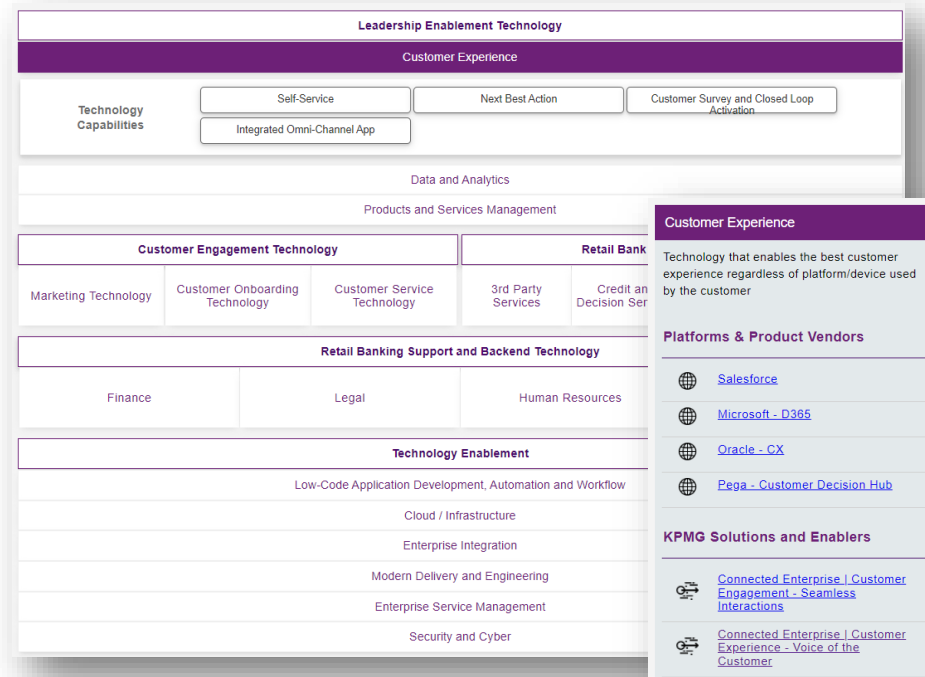 Leadership Enablement Technology
Customer Experience
Technology
Capabilities
Self-Service
Next Best Action
Customer Survey and Closed Loop
Activation
Integrated Omni-Channel App
Data and Analytics
Products and Services Management
Customer Engagement Technology
Retail Bank
Marketing Technology
Customer Onboarding
Technology
Customer Service
Technology
3rd Party
Services
Credit an
Decision Ser
Retail Banking Support and Backend Technology
Finance
Legal
Human Resources
Technology Enablement
Low-Code Application Development, Automation and Workflow
Cloud / Infrastructure
Enterprise Integration
Modern Delivery and Engineering
Enterprise Service Management
Security and Cyber
Customer Experience
Technology that enables the best customer
experience regardless of platform/device used
by the customer
Platforms & Product Vendors
Salesforce
Microsoft - D365
Oracle - CX
Pega - Customer Decision Hub
KPMG Solutions and Enablers
Connected Enterprise | Customer
Engagement - Seamless
Interactions
Connected Enterprise | Customer
Experience - Voice of the
Customer